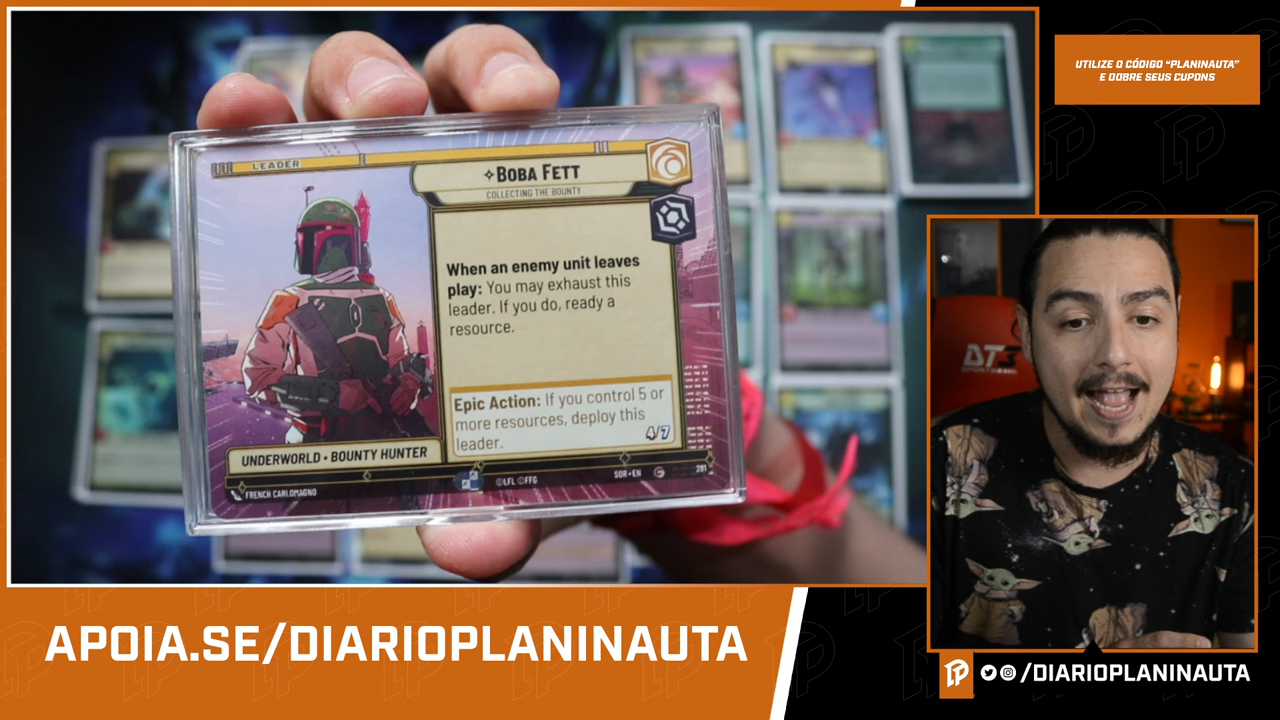 UTILIZE O CÓDIGO "PLANINAUTA"
E DOBRE SEUS CUPONS
LEADER
BOBA FETT
COLLECTING THE BOUNTY
When an enemy unit leaves
play: You may exhaust this
leader. If you do, ready a
resource.
Epic Action: If you control 5 or
more resources, deploy this
leader.
4/7
UNDERWORLD • BOUNTY HUNTER
FRENCH CARLOMAGNO
©LFL ©FFG
SOR • EN
G
281
DT3
APOIA.SE/DIARIOPLANINAUTA
/DIARIOPLANINAUTA